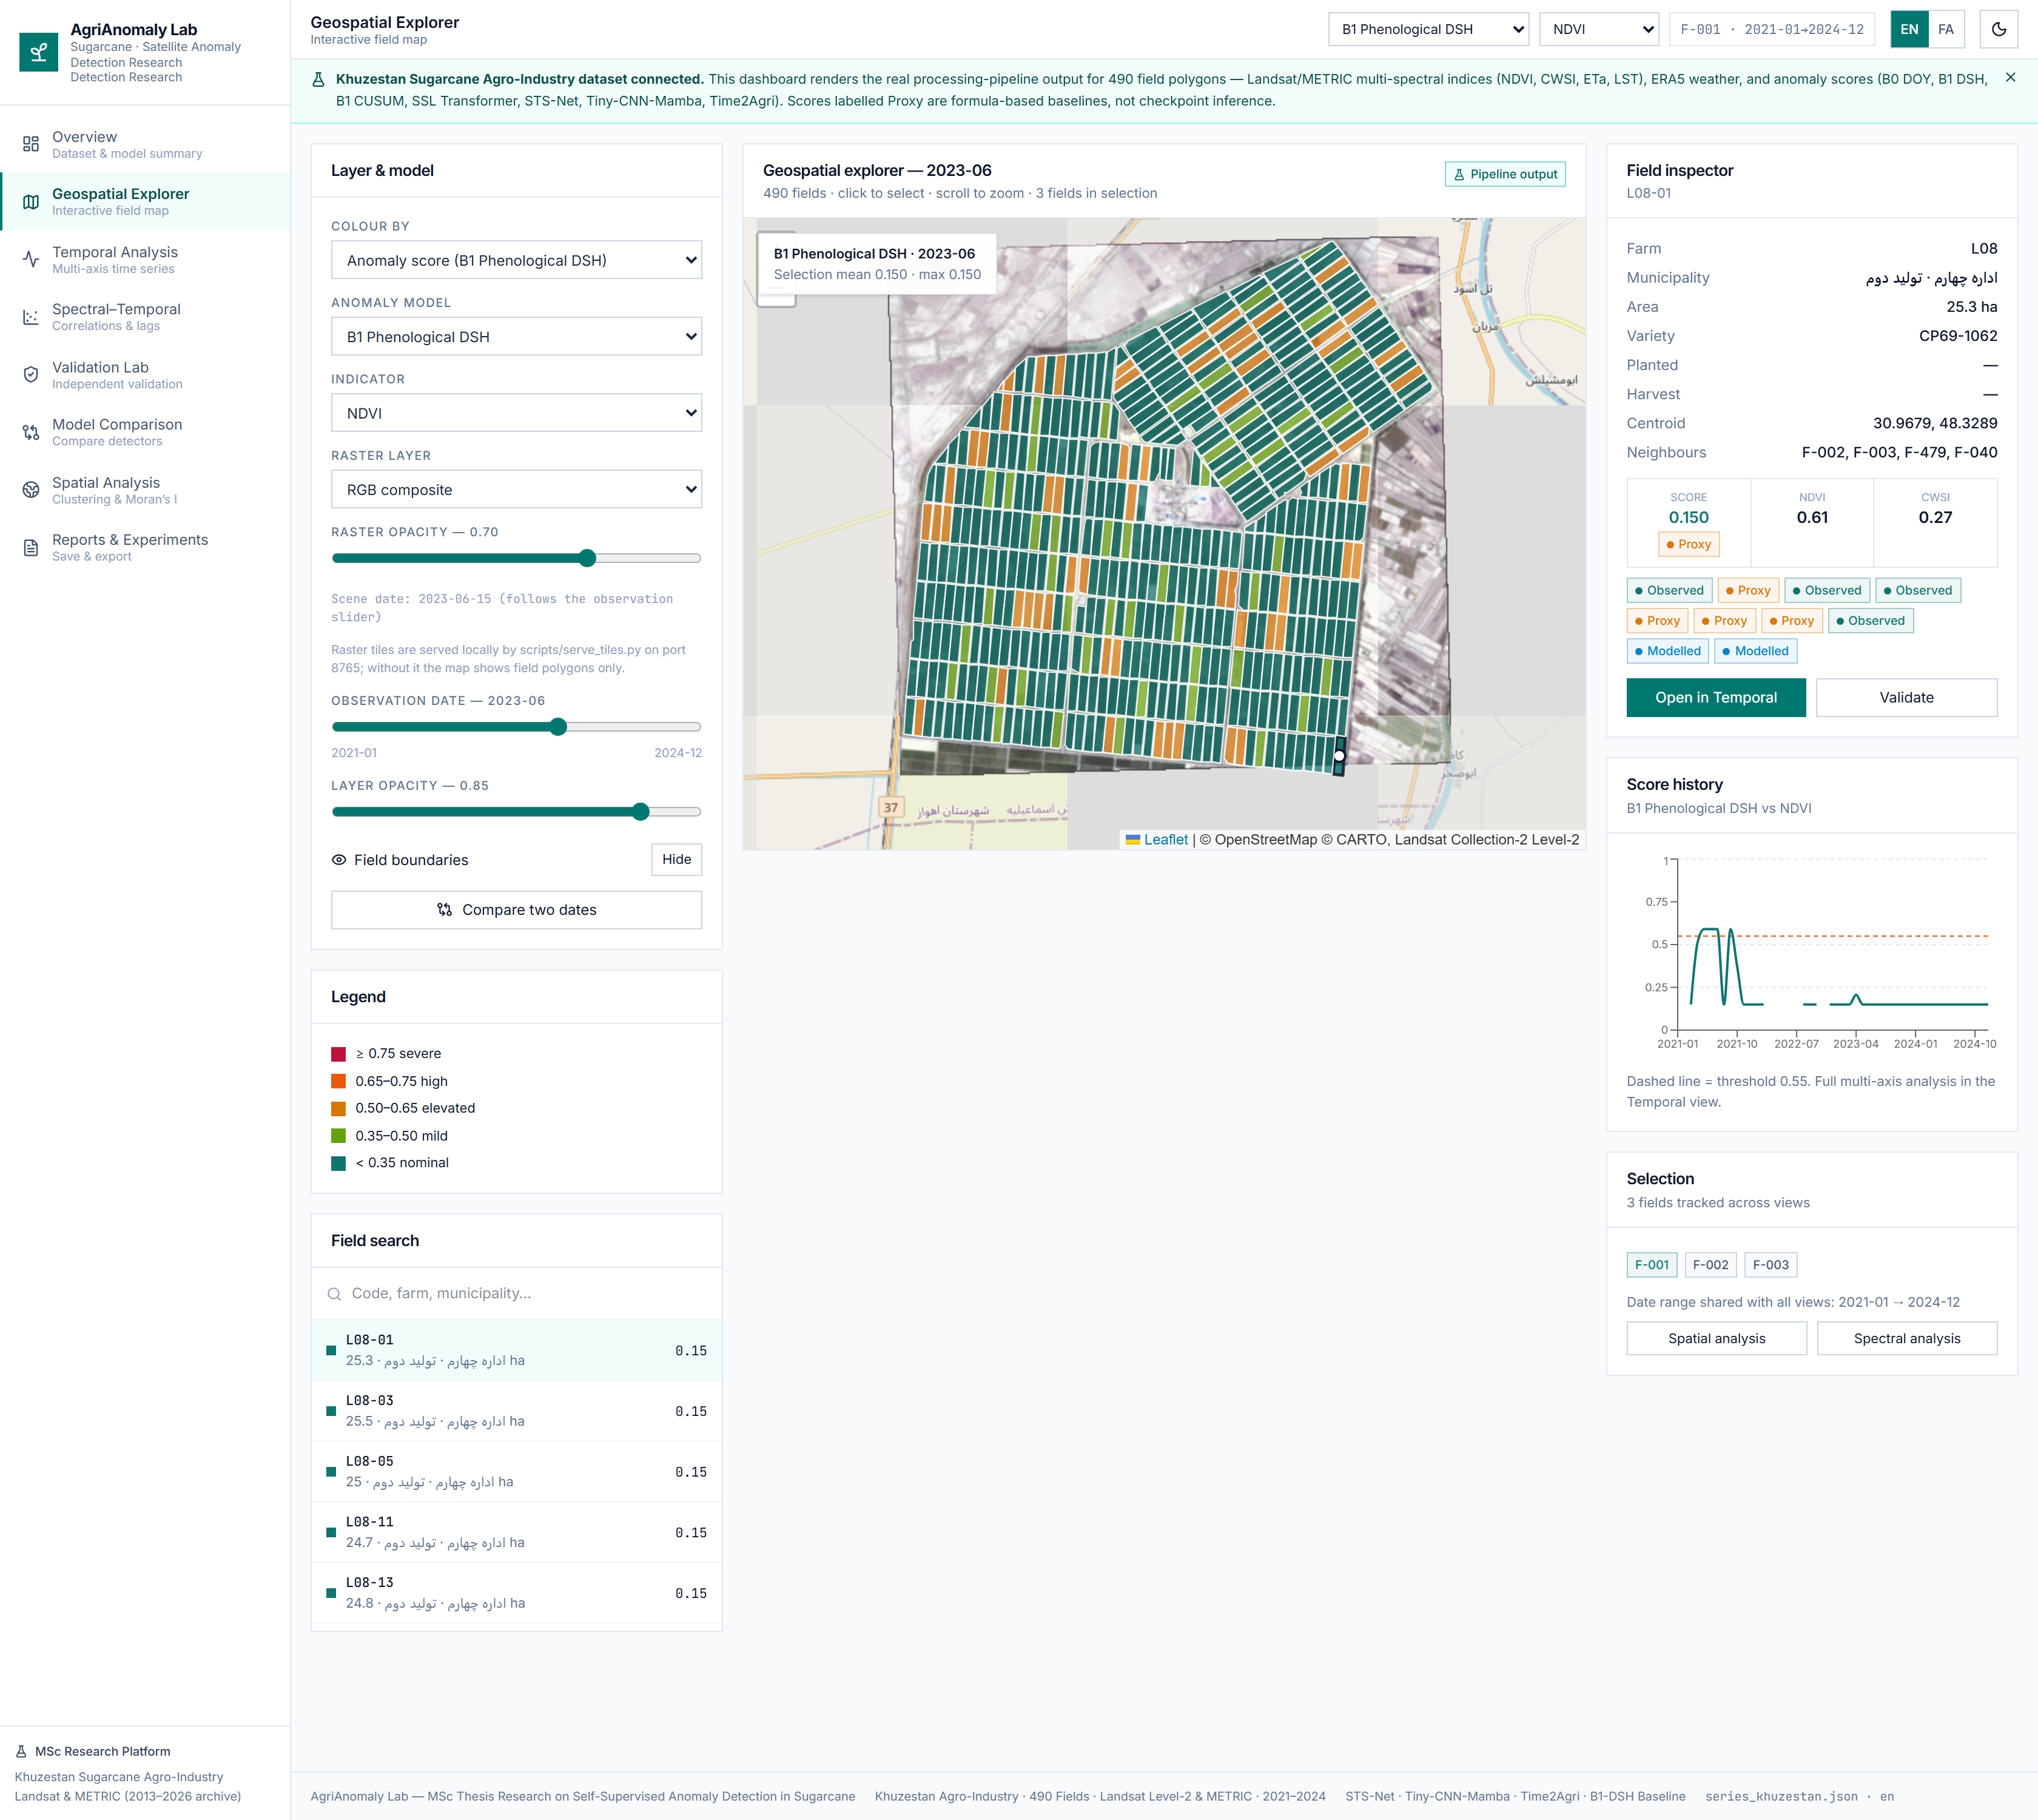 AgriAnomaly Lab
Sugarcane · Satellite Anomaly
Detection Research
Detection Research
Overview
Dataset & model summary
Geospatial Explorer
Interactive field map
Temporal Analysis
Multi-axis time series
Spectral–Temporal
Correlations & lags
Validation Lab
Independent validation
Model Comparison
Compare detectors
Spatial Analysis
Clustering & Moran's I
Reports & Experiments
Save & export
MSc Research Platform
Khuzestan Sugarcane Agro-Industry
Landsat & METRIC (2013–2026 archive)
Geospatial Explorer
Interactive field map
B1 Phenological DSH
NDVI
F-001 · 2021-01→2024-12
EN
FA
Khuzestan Sugarcane Agro-Industry dataset connected. This dashboard renders the real processing-pipeline output for 490 field polygons — Landsat/METRIC multi-spectral indices (NDVI, CWSI, ETa, LST), ERA5 weather, and anomaly scores (B0 DOY, B1 DSH,
B1 CUSUM, SSL Transformer, STS-Net, Tiny-CNN-Mamba, Time2Agri). Scores labelled Proxy are formula-based baselines, not checkpoint inference.
Layer & model
COLOUR BY
Anomaly score (B1 Phenological DSH)
ANOMALY MODEL
B1 Phenological DSH
INDICATOR
NDVI
RASTER LAYER
RGB composite
RASTER OPACITY — 0.70
Scene date: 2023-06-15 (follows the observation
slider)
Raster tiles are served locally by scripts/serve_tiles.py on port
8765; without it the map shows field polygons only.
OBSERVATION DATE — 2023-06
2021-01
2024-12
LAYER OPACITY — 0.85
Field boundaries
Hide
Compare two dates
Legend
≥ 0.75 severe
0.65–0.75 high
0.50–0.65 elevated
0.35–0.50 mild
< 0.35 nominal
Field search
Code, farm, municipality...
L08-01
اداره چهارم · تولید دوم · 25.3 ha
0.15
L08-03
اداره چهارم · تولید دوم · 25.5 ha
0.15
L08-05
اداره چهارم · تولید دوم · 25 ha
0.15
L08-11
اداره چهارم · تولید دوم · 24.7 ha
0.15
L08-13
اداره چهارم · تولید دوم · 24.8 ha
0.15
Geospatial explorer — 2023-06
490 fields · click to select · scroll to zoom · 3 fields in selection
Pipeline output
B1 Phenological DSH · 2023-06
Selection mean 0.150 · max 0.150
تل اسود
مزبان
ابومشیلش
ابوصخر
37
شهرستان اهواز
اسماعیلیه
Leaflet | © OpenStreetMap © CARTO, Landsat Collection-2 Level-2
Field inspector
L08-01
Farm
L08
Municipality
اداره چهارم · تولید دوم
Area
25.3 ha
Variety
CP69-1062
Planted
—
Harvest
—
Centroid
30.9679, 48.3289
Neighbours
F-002, F-003, F-479, F-040
SCORE
0.150
Proxy
NDVI
0.61
CWSI
0.27
Observed
Proxy
Observed
Observed
Proxy
Proxy
Proxy
Observed
Modelled
Modelled
Open in Temporal
Validate
Score history
B1 Phenological DSH vs NDVI
1
0.75
0.5
0.25
0
2021-01
2021-10
2022-07
2023-04
2024-01
2024-10
Dashed line = threshold 0.55. Full multi-axis analysis in the
Temporal view.
Selection
3 fields tracked across views
F-001
F-002
F-003
Date range shared with all views: 2021-01 → 2024-12
Spatial analysis
Spectral analysis
AgriAnomaly Lab — MSc Thesis Research on Self-Supervised Anomaly Detection in Sugarcane
Khuzestan Agro-Industry · 490 Fields · Landsat Level-2 & METRIC · 2021–2024
STS-Net · Tiny-CNN-Mamba · Time2Agri · B1-DSH Baseline
series_khuzestan.json · en